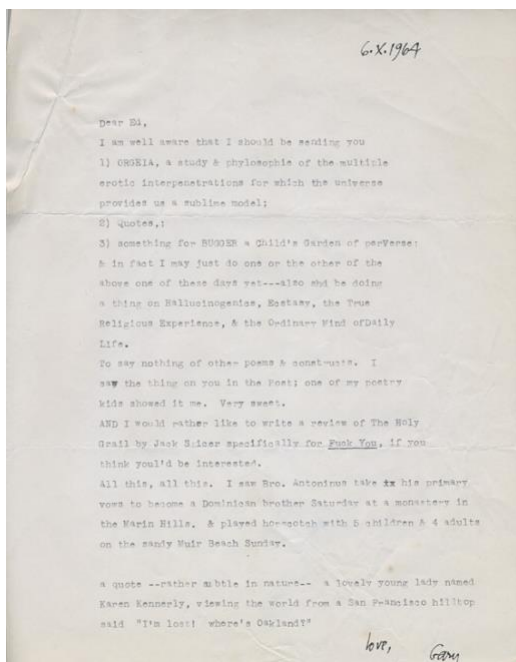 6.X.1964
Dear Ed,
I am well aware that I should be sending you
1) ORGEIA, a study & phylosophie of the multiple
erotic interpenetrations for which the universe
provides us a sublime model;
2) Quotes,;
3) something for BUGGER a Child's Garden of perVerse;
& in fact I may just do one or the other of the
above one of these days yet---also shd be doing
a thing on Hallucinogenics, Ecstasy, the True
Religious Experience, & the Ordinary Mind ofDaily
Life.
To say nothing of other poems & constructs. I
saw the thing on you in the Post; one of my poetry
kids showed it me. Very sweet.
AND I would rather like to write a review of The Holy
Grail by Jack Spicer specifically for Fuck You, if you
think youl'd be interested.
All this, all this. I saw Bro. Antoninus take his primary
vows to become a Dominican brother Saturday at a monastery in
the Marin Hills. & played hopscotch with 5 children & 4 adults
on the sandy Muir Beach Sunday.
a quote --rather subtle in nature-- a lovely young lady named
Karen Kennerly, viewing the world from a San Francisco hilltop
said "I'm lost! where's Oakland?"
love,
Gary